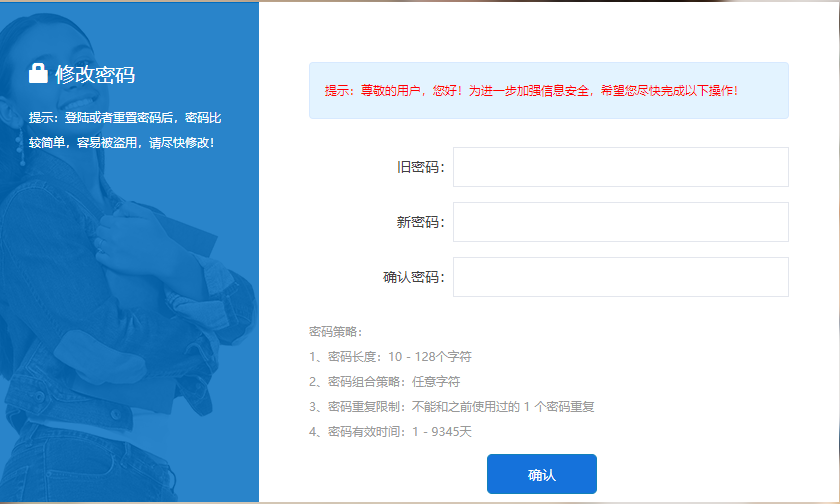 修改密码
提示：登陆或者重置密码后，密码比
较简单，容易被盗用，请尽快修改！
提示：尊敬的用户，您好！为进一步加强信息安全，希望您尽快完成以下操作！
旧密码：
新密码：
确认密码：
密码策略：
1、密码长度：10 - 128个字符
2、密码组合策略：任意字符
3、密码重复限制：不能和之前使用过的 1 个密码重复
4、密码有效时间：1 - 9345天
确认